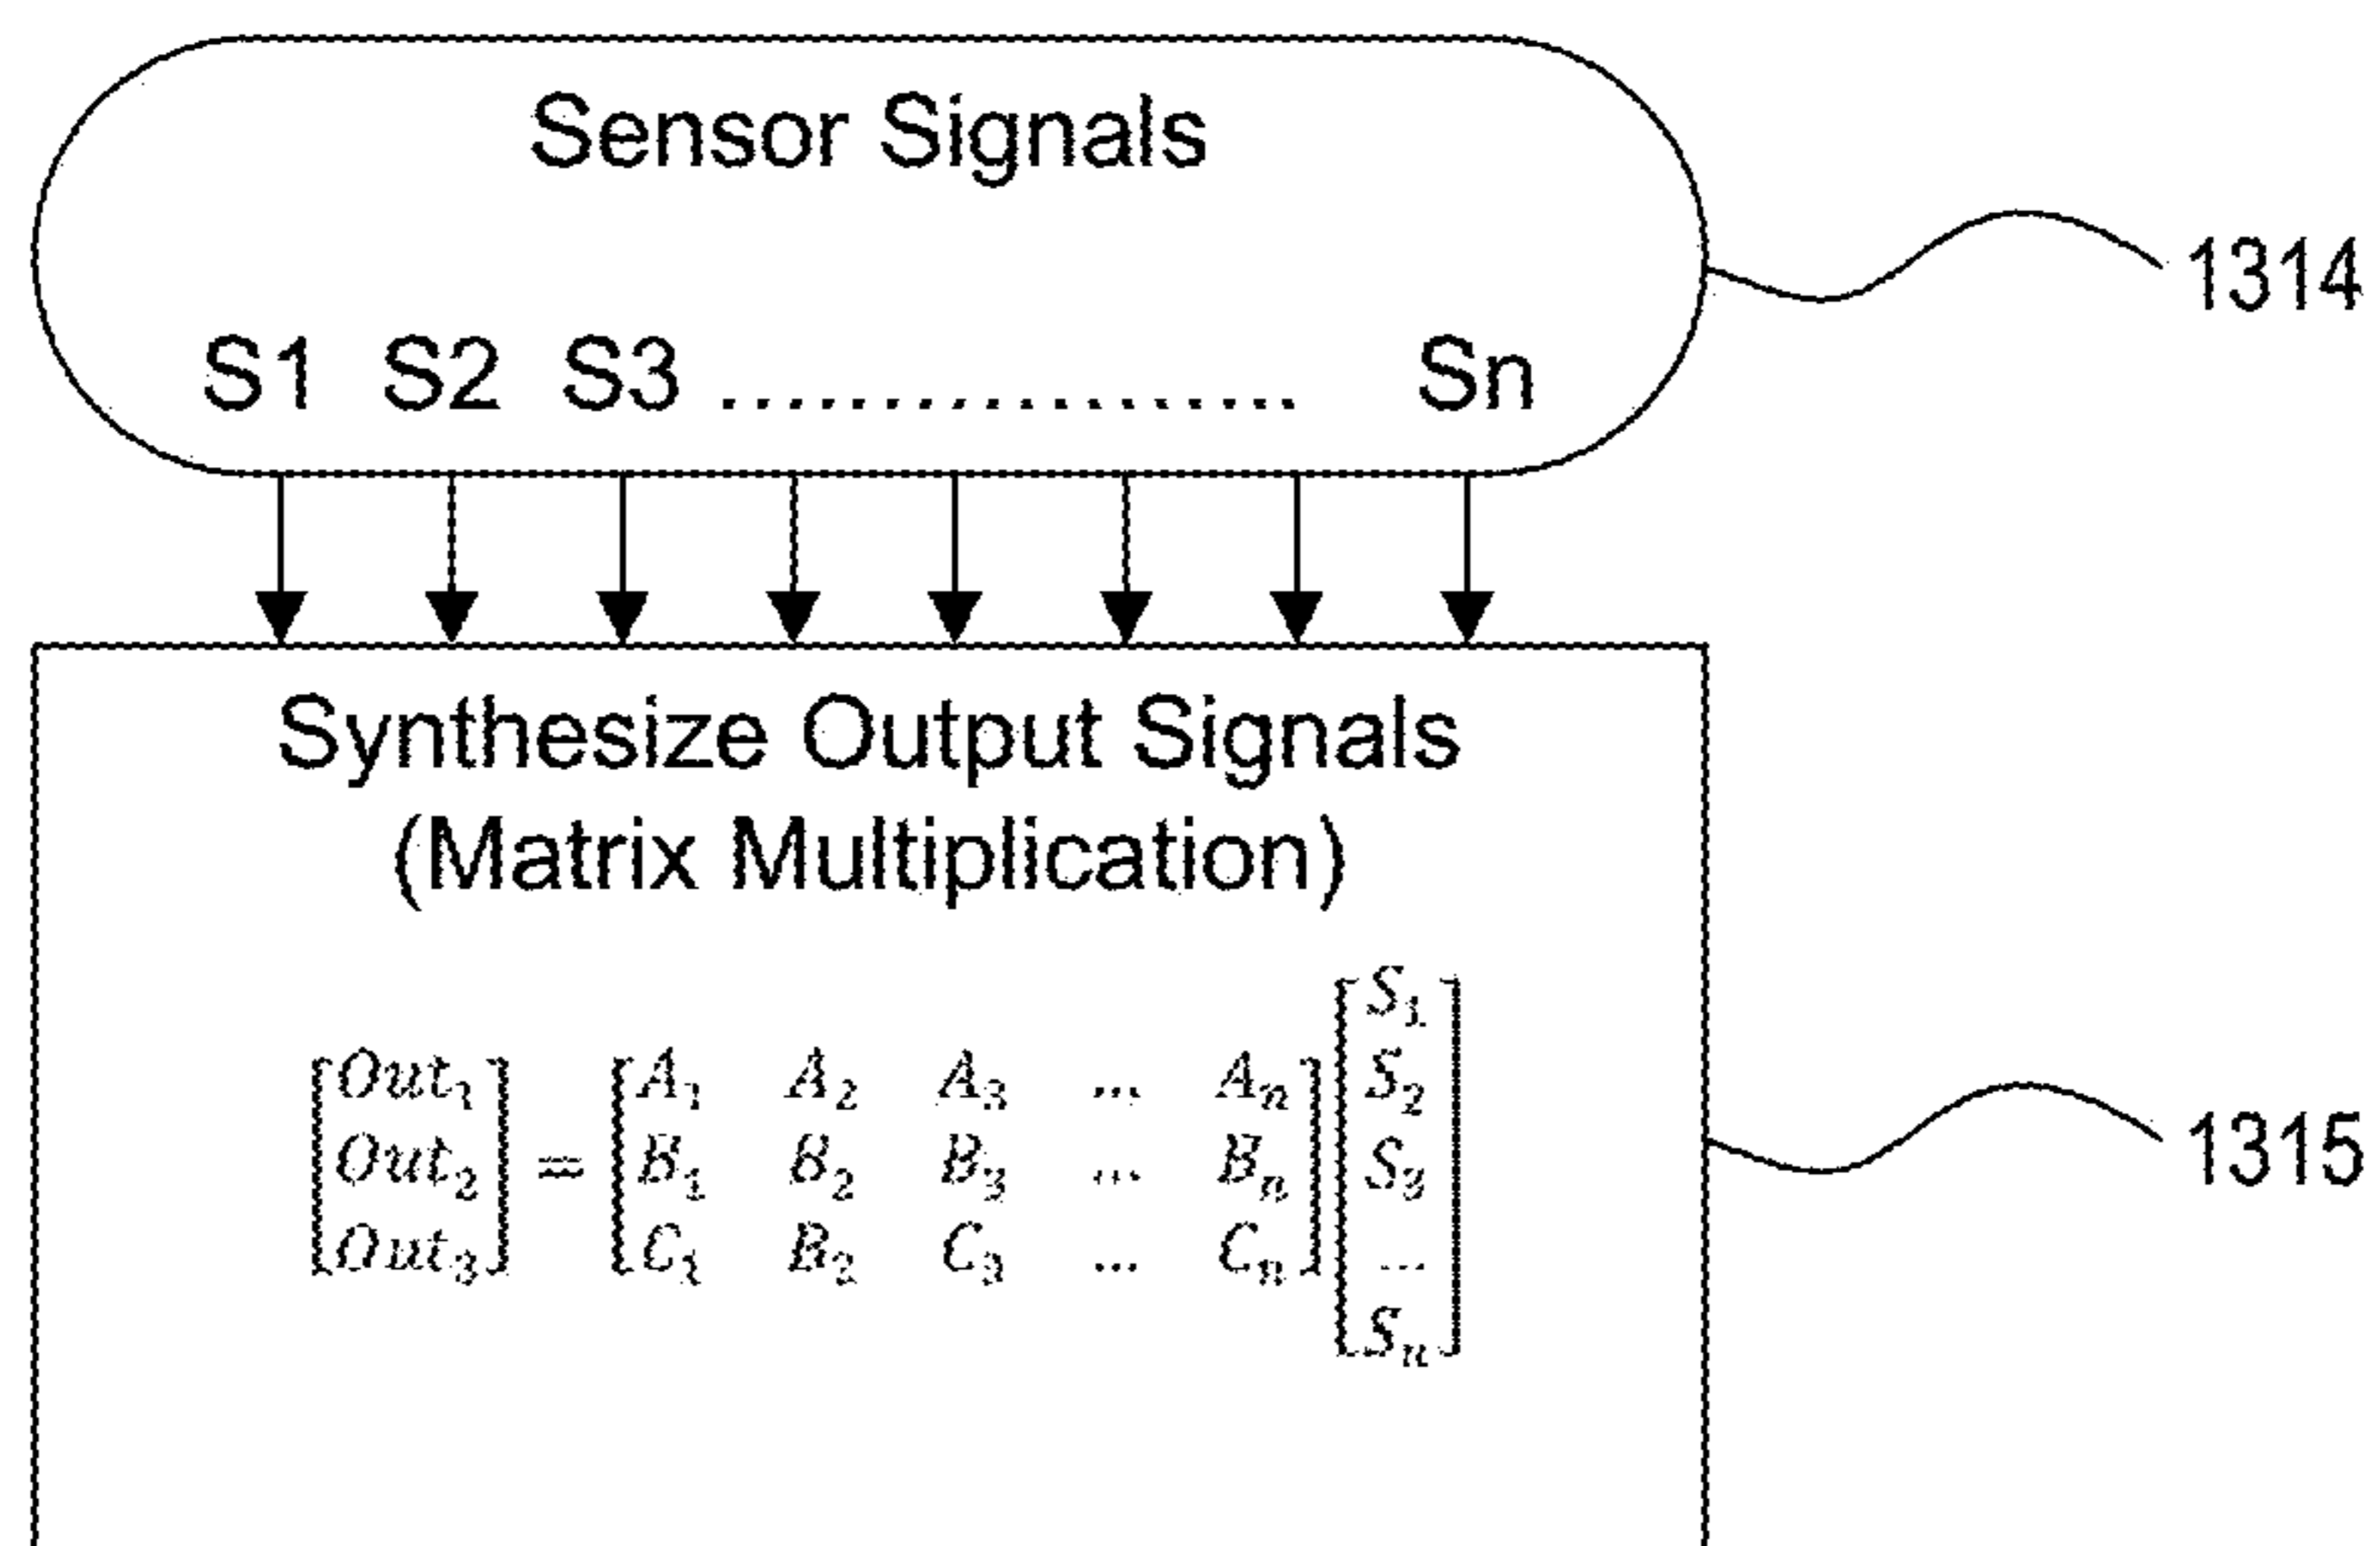 Sensor Signals
1314
S1 S2 S3 .................. Sn
Synthesize Output Signals
(Matrix Multiplication)
S₁
Out₁ A₁ A₂ A₃ ... Aₙ S₂
Out₂ = B₁ B₂ B₃ ... Bₙ S₃
1315
Out₃ C₁ B₂ C₃ ... Cₙ ...
Sₙ